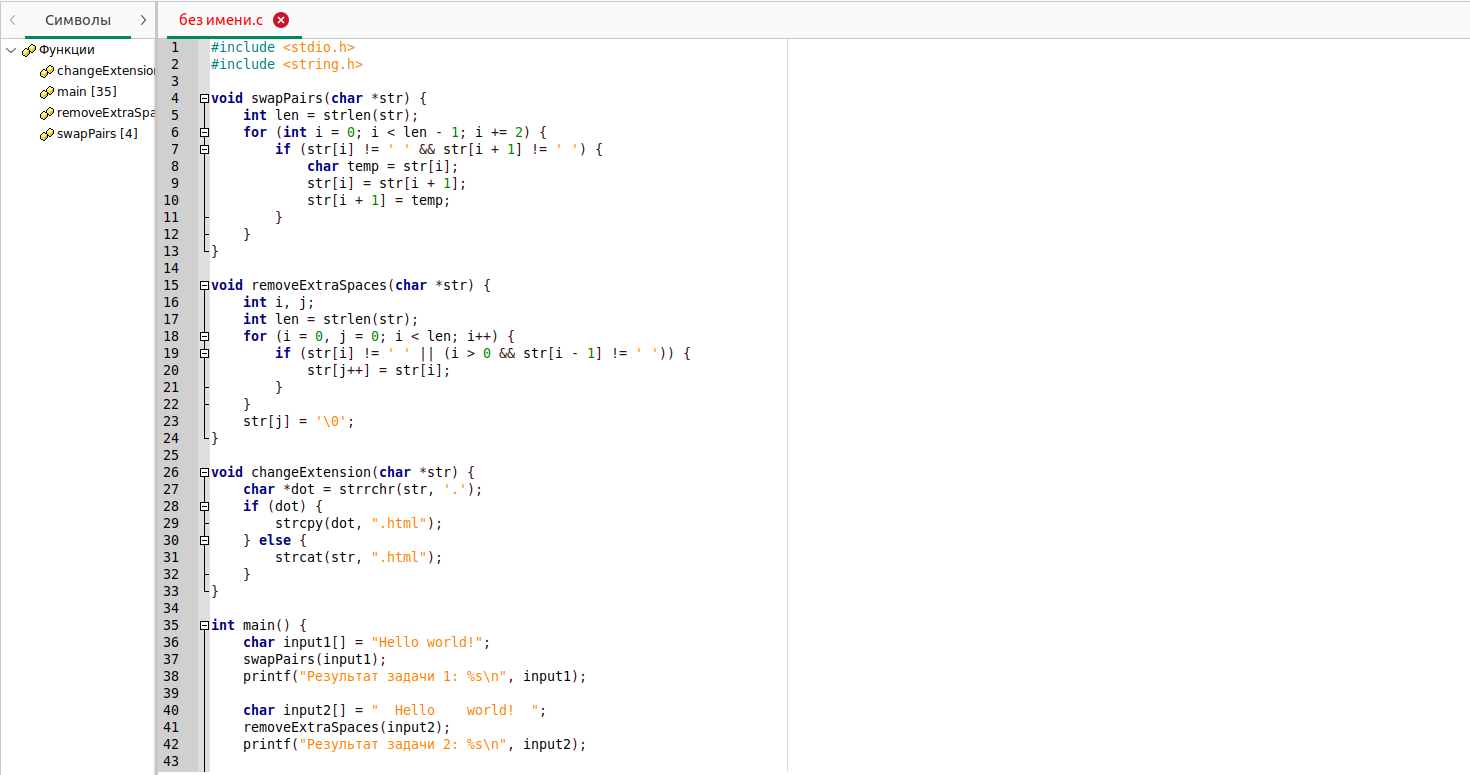 Символы
без имени.c
Функции
changeExtensio
main [35]
removeExtraSpa
swapPairs [4]
1 #include <stdio.h>
2 #include <string.h>
3
4 void swapPairs(char *str) {
5     int len = strlen(str);
6     for (int i = 0; i < len - 1; i += 2) {
7         if (str[i] != ' ' && str[i + 1] != ' ') {
8             char temp = str[i];
9             str[i] = str[i + 1];
10             str[i + 1] = temp;
11         }
12     }
13 }
14
15 void removeExtraSpaces(char *str) {
16     int i, j;
17     int len = strlen(str);
18     for (i = 0, j = 0; i < len; i++) {
19         if (str[i] != ' ' || (i > 0 && str[i - 1] != ' ')) {
20             str[j++] = str[i];
21         }
22     }
23     str[j] = '\0';
24 }
25
26 void changeExtension(char *str) {
27     char *dot = strrchr(str, '.');
28     if (dot) {
29         strcpy(dot, ".html");
30     } else {
31         strcat(str, ".html");
32     }
33 }
34
35 int main() {
36     char input1[] = "Hello world!";
37     swapPairs(input1);
38     printf("Результат задачи 1: %s\n", input1);
39
40     char input2[] = "  Hello    world!  ";
41     removeExtraSpaces(input2);
42     printf("Результат задачи 2: %s\n", input2);
43